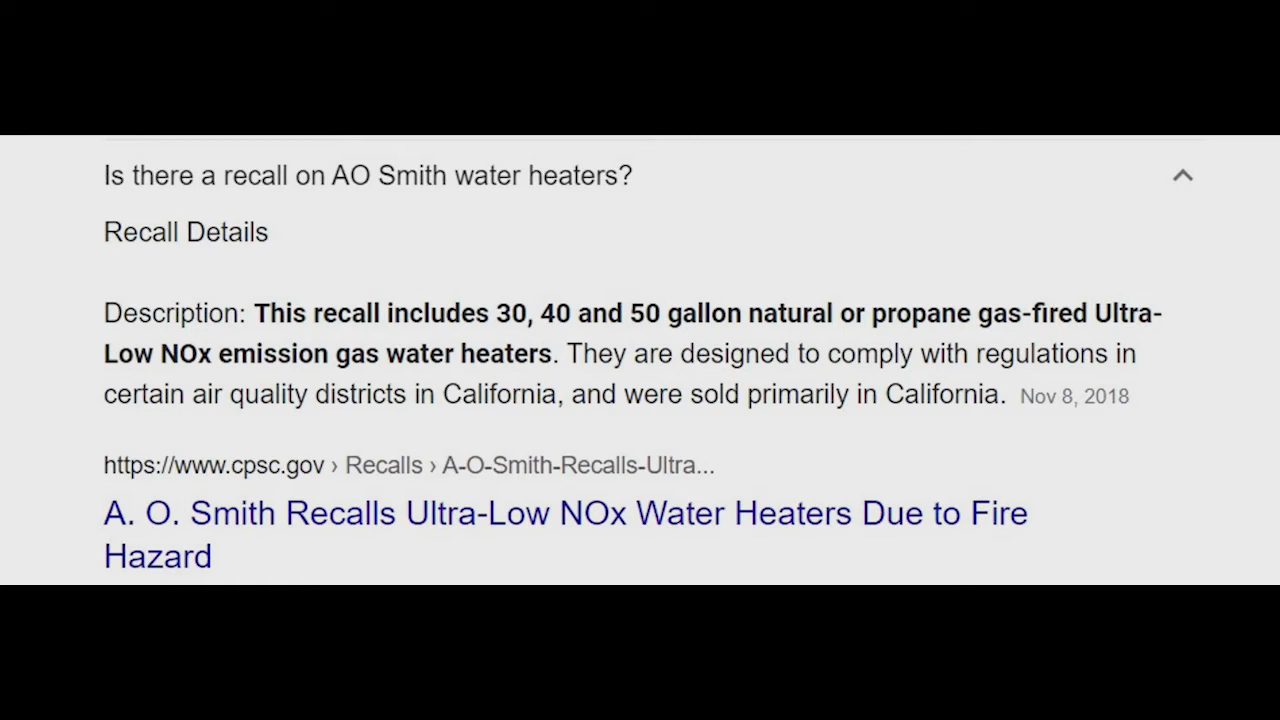 Is there a recall on AO Smith water heaters?
Recall Details
Description: This recall includes 30, 40 and 50 gallon natural or propane gas-fired Ultra-
Low NOx emission gas water heaters. They are designed to comply with regulations in
certain air quality districts in California, and were sold primarily in California. Nov 8, 2018
https://www.cpsc.gov › Recalls › A-O-Smith-Recalls-Ultra...
A. O. Smith Recalls Ultra-Low NOx Water Heaters Due to Fire
Hazard